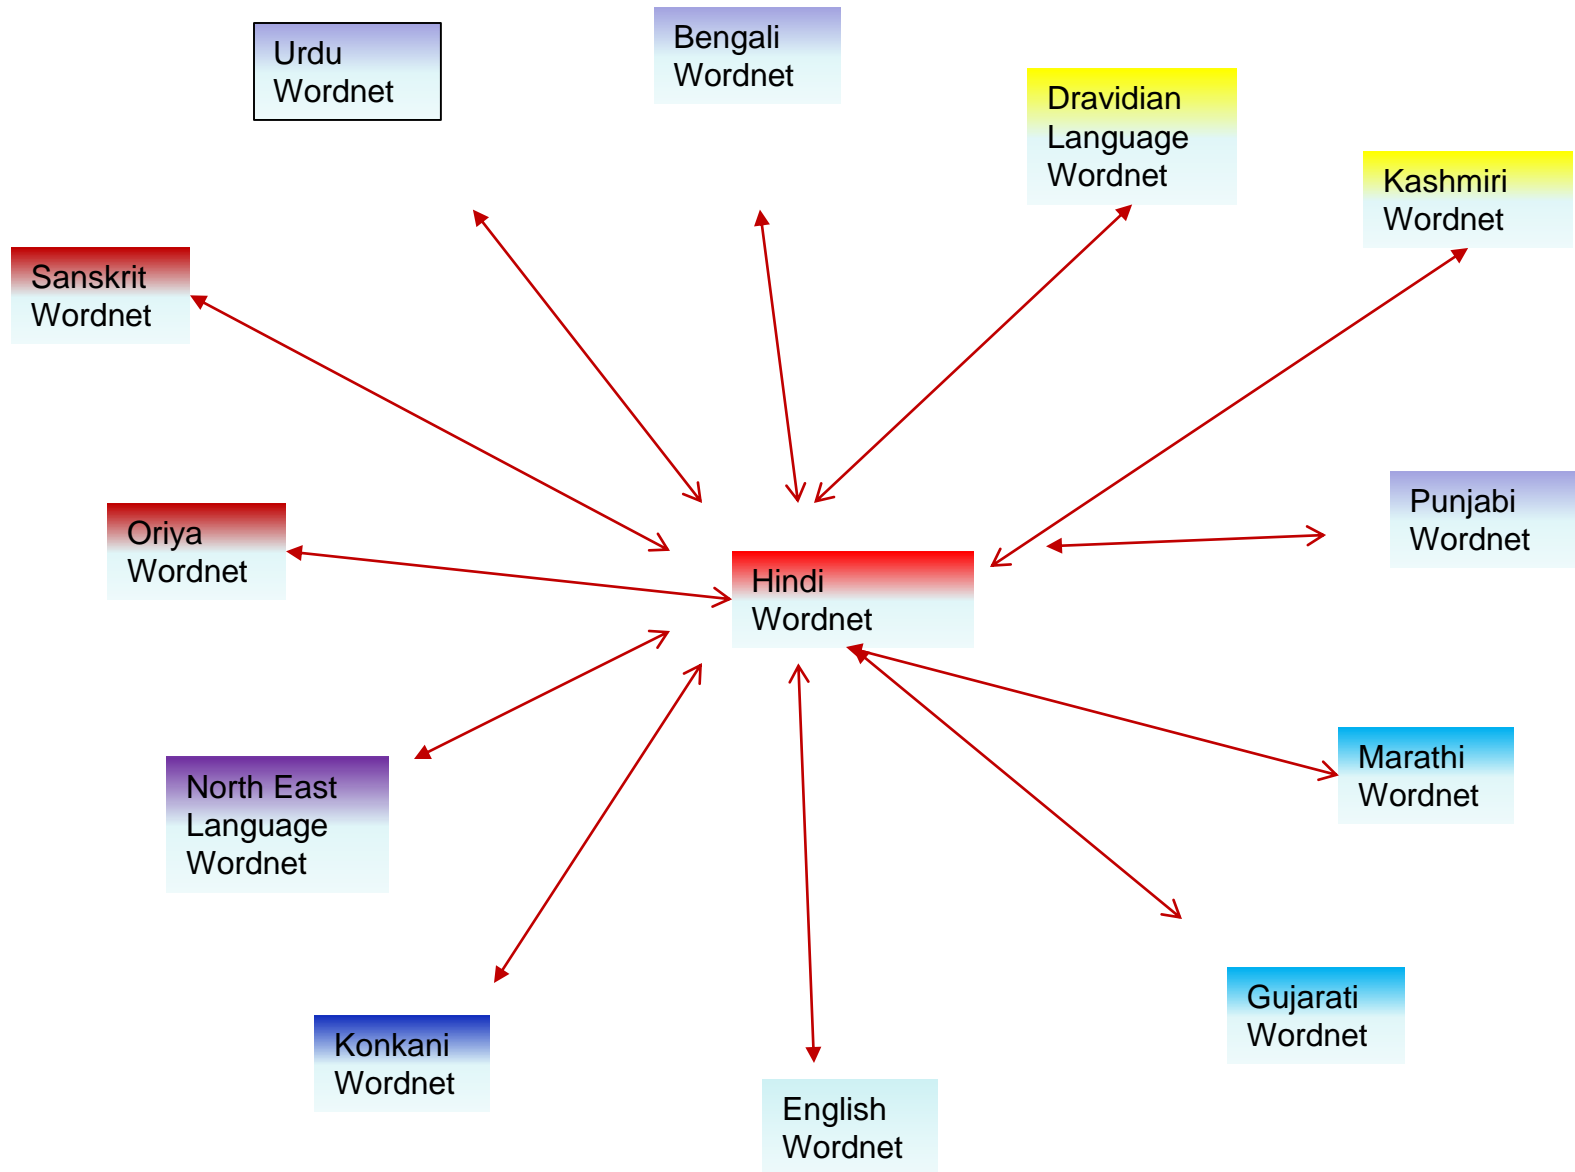 Urdu
Wordnet
Bengali
Wordnet
Dravidian
Language
Wordnet
Kashmiri
Wordnet
Sanskrit
Wordnet
Oriya
Wordnet
Hindi
Wordnet
Punjabi
Wordnet
North East
Language
Wordnet
Marathi
Wordnet
Konkani
Wordnet
English
Wordnet
Gujarati
Wordnet